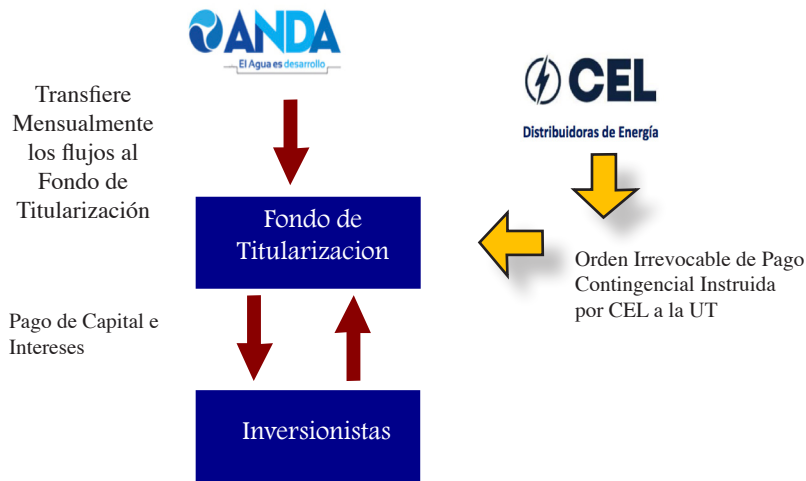 ANDA
El Agua es desarrollo
Transfiere
Mensualmente
los flujos al
Fondo de
Titularización
CEL
Distribuidoras de Energía
Fondo de
Titularizacion
Orden Irrevocable de Pago
Contingencial Instruida
por CEL a la UT
Pago de Capital e
Intereses
Inversionistas